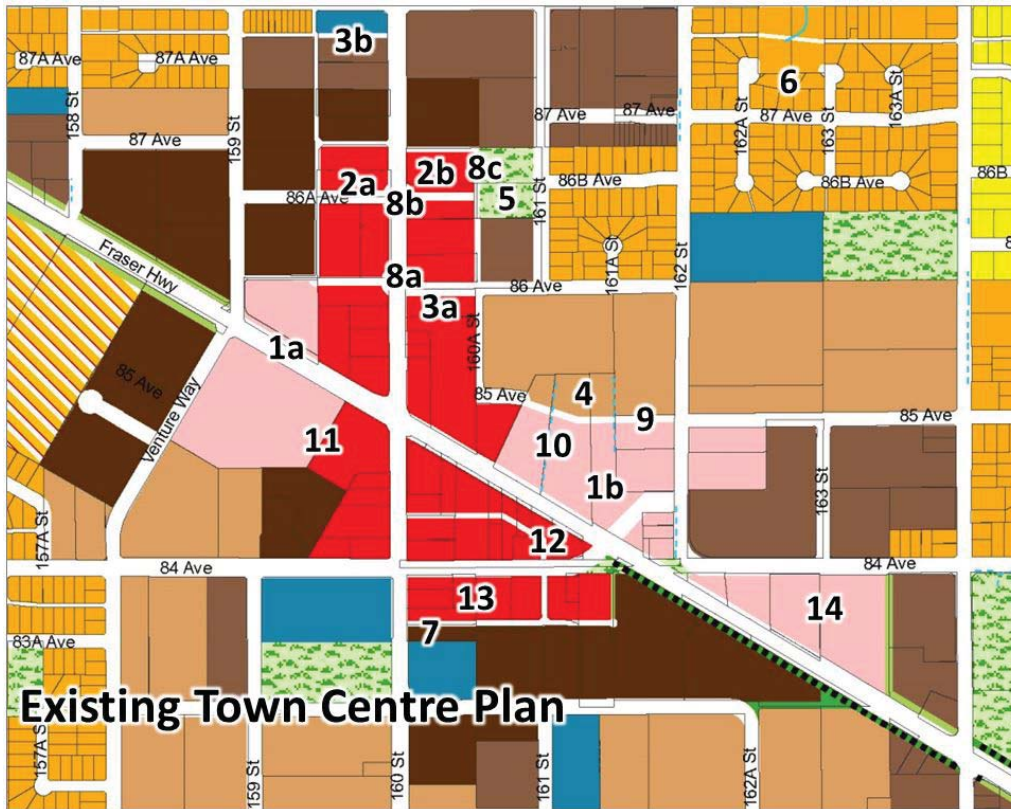 3b
87A Ave
87A Ave
6
158 St
162A St
163 St
163A St
87 Ave
87 Ave
87 Ave
87 Ave
159 St
2a
2b
8c
86A Ave
8b
5
161 St
86B Ave
86B Ave
86B
Fraser Hwy
161A St
162 St
8a
86 Ave
3a
1a
160A St
85 Ave
85 Ave
4
9
85 Ave
Venture Way
11
10
1b
163 St
157A St
12
84 Ave
84 Ave
13
14
7
83A Ave
Existing Town Centre Plan
157A St
159 St
160 St
161 St
162A St